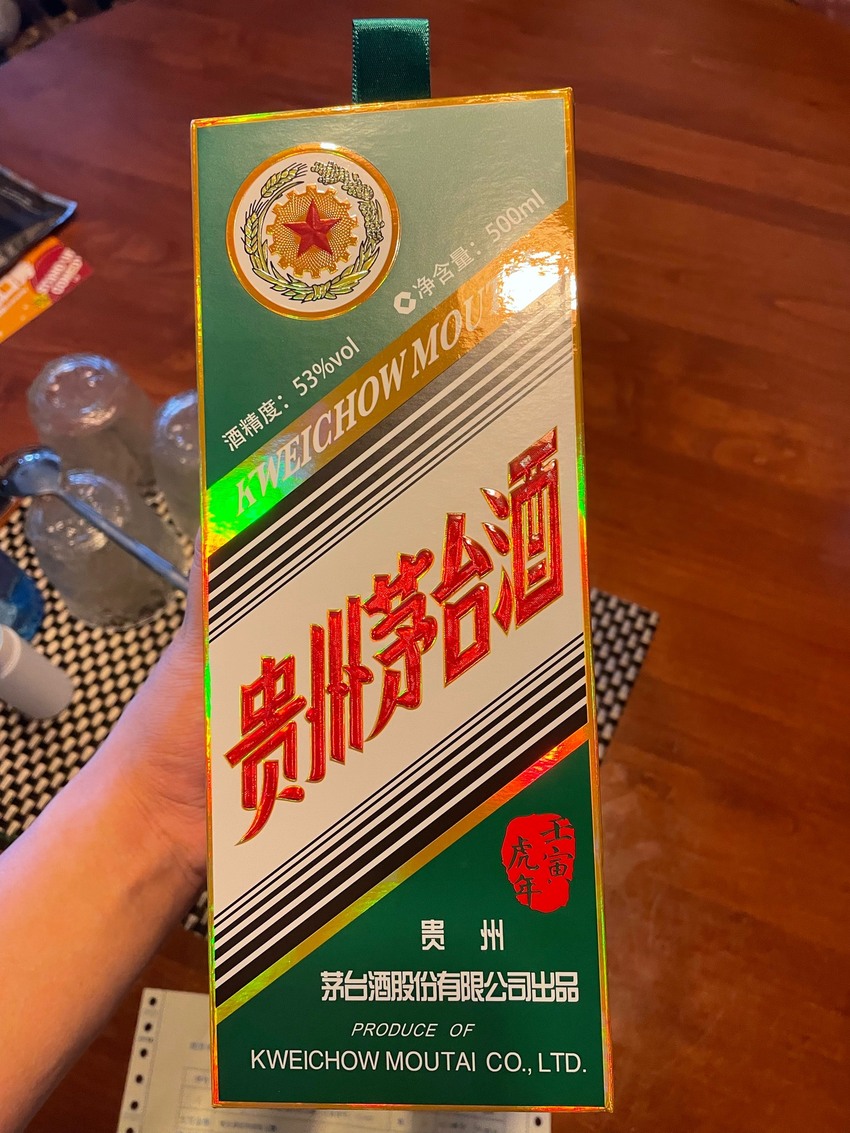 净含量：500ml
酒精度：53%vol
KWEICHOW MOUT
贵州茅台酒
壬寅
虎年
贵州
茅台酒股份有限公司出品
PRODUCE OF
KWEICHOW MOUTAI CO., LTD.